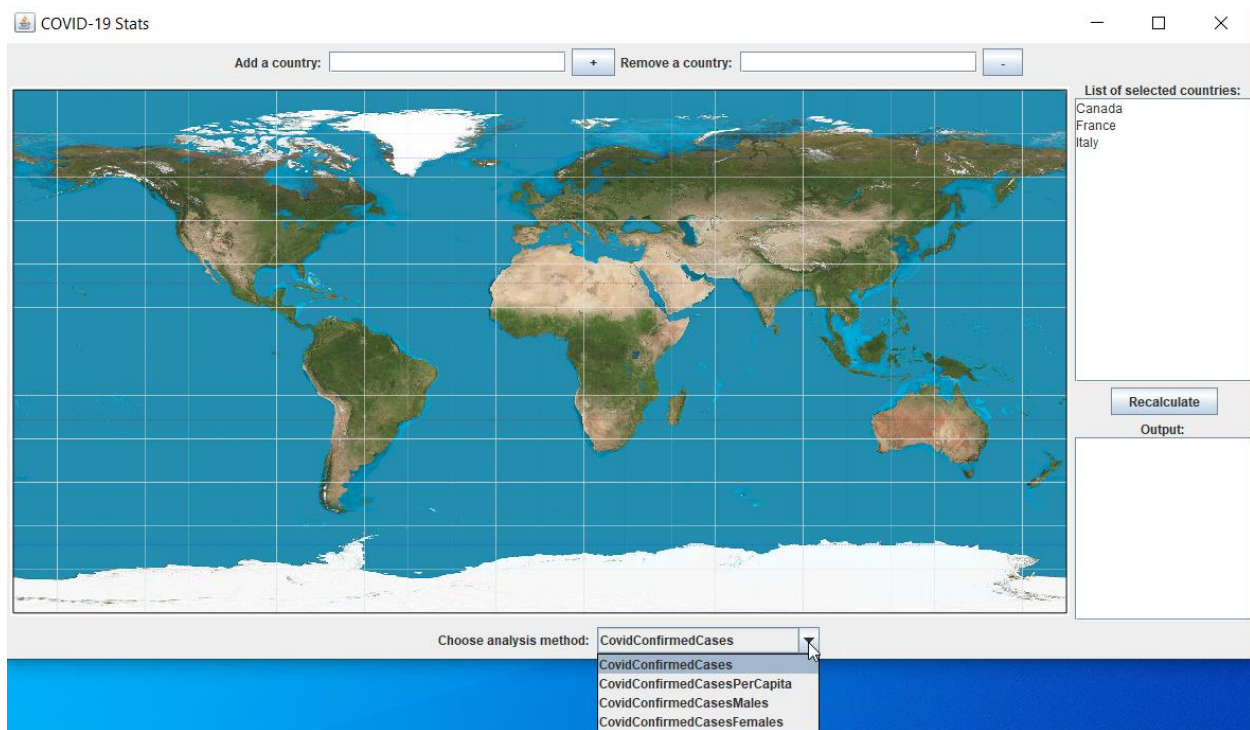 COVID-19 Stats
Add a country: + Remove a country: -
List of selected countries:
Canada
France
Italy
Recalculate
Output:
Choose analysis method: CovidConfirmedCases
CovidConfirmedCases
CovidConfirmedCasesPerCapita
CovidConfirmedCasesMales
CovidConfirmedCasesFemales